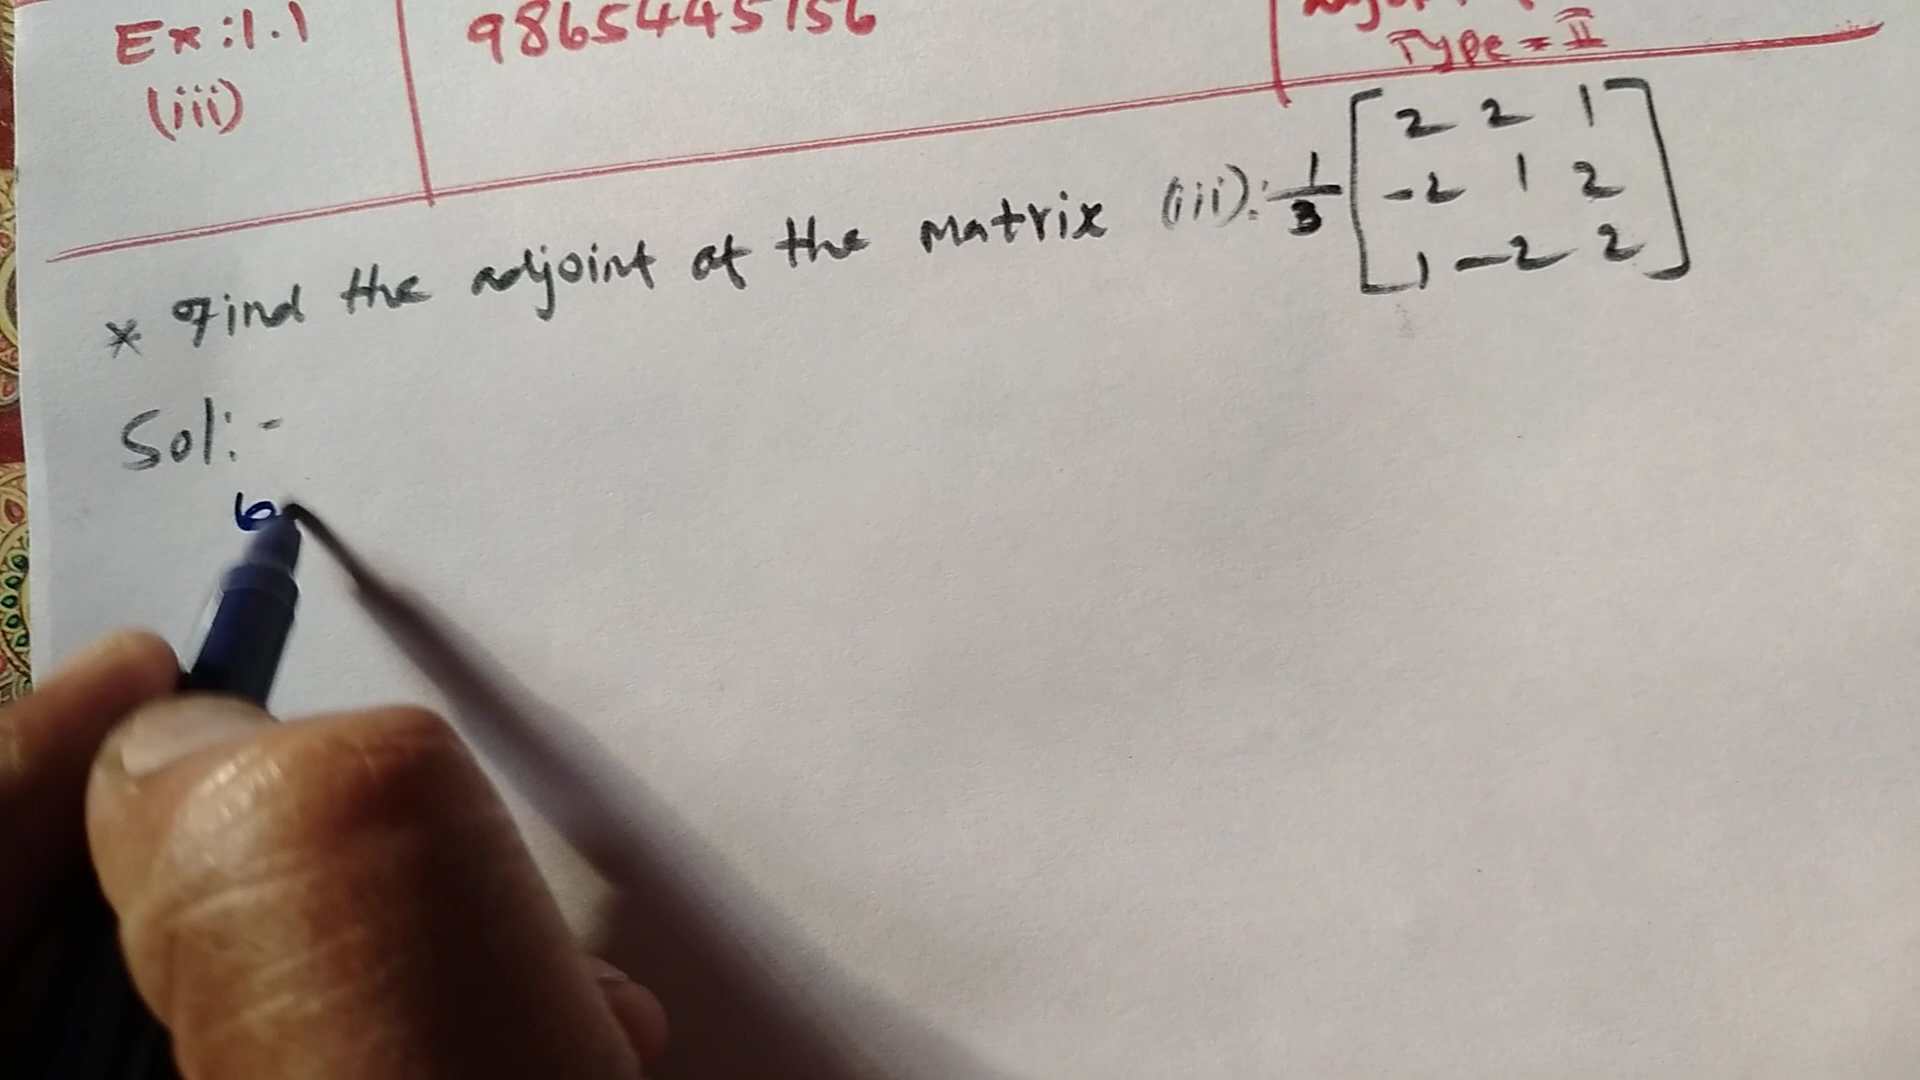 Ex:1.1
(iii)
9865445156
Type = II
* Find the adjoint of the matrix (iii): 1/3 [ 2 2 1
-2 1 2
1 -2 2 ]
Sol:-